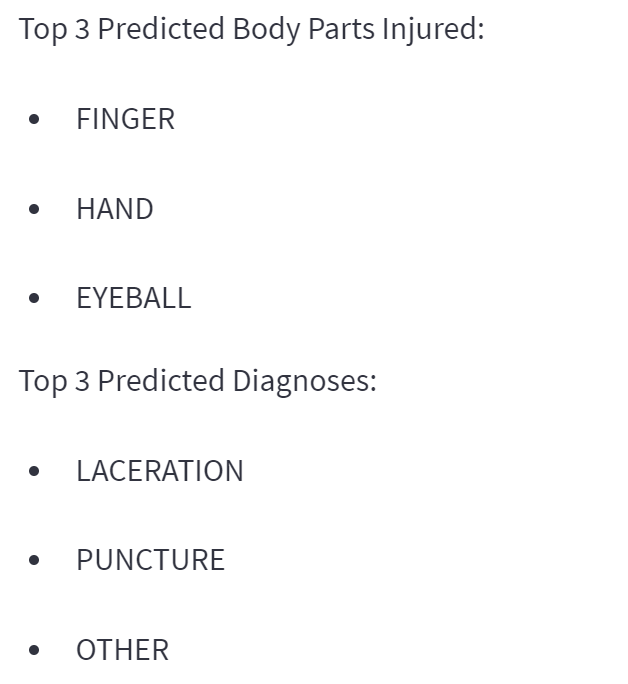 Top 3 Predicted Body Parts Injured:
• FINGER
• HAND
• EYEBALL
Top 3 Predicted Diagnoses:
• LACERATION
• PUNCTURE
• OTHER